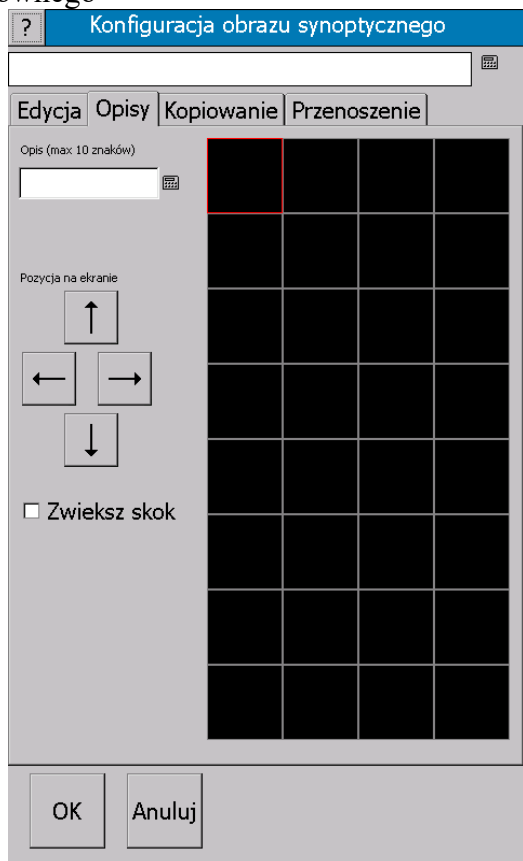 ? Konfiguracja obrazu synoptycznego
Edycja Opisy Kopiowanie Przenoszenie
Opis (max 10 znaków)
Pozycja na ekranie
↑
← →
↓
Zwieksz skok
OK Anuluj